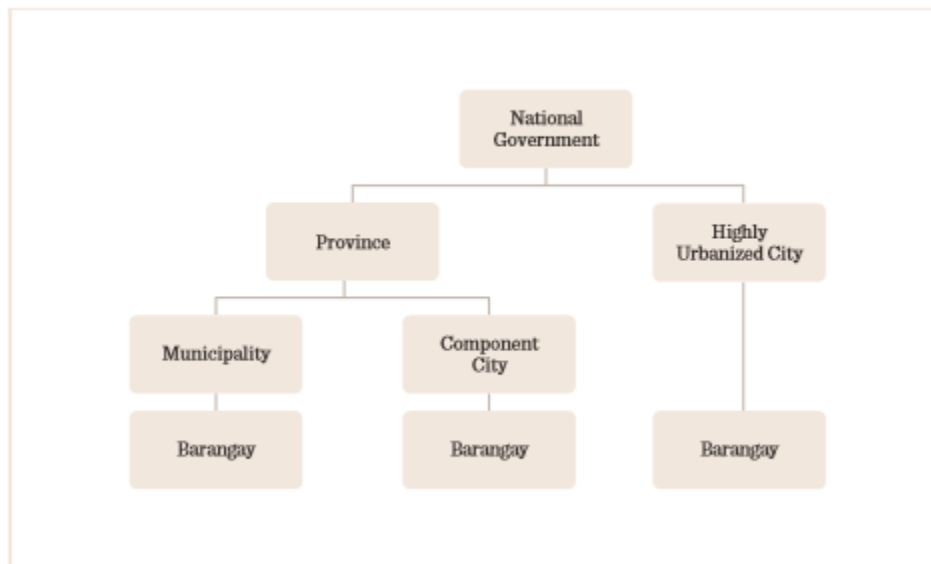 National
Government
Province
Highly
Urbanized City
Municipality
Component
City
Barangay
Barangay
Barangay